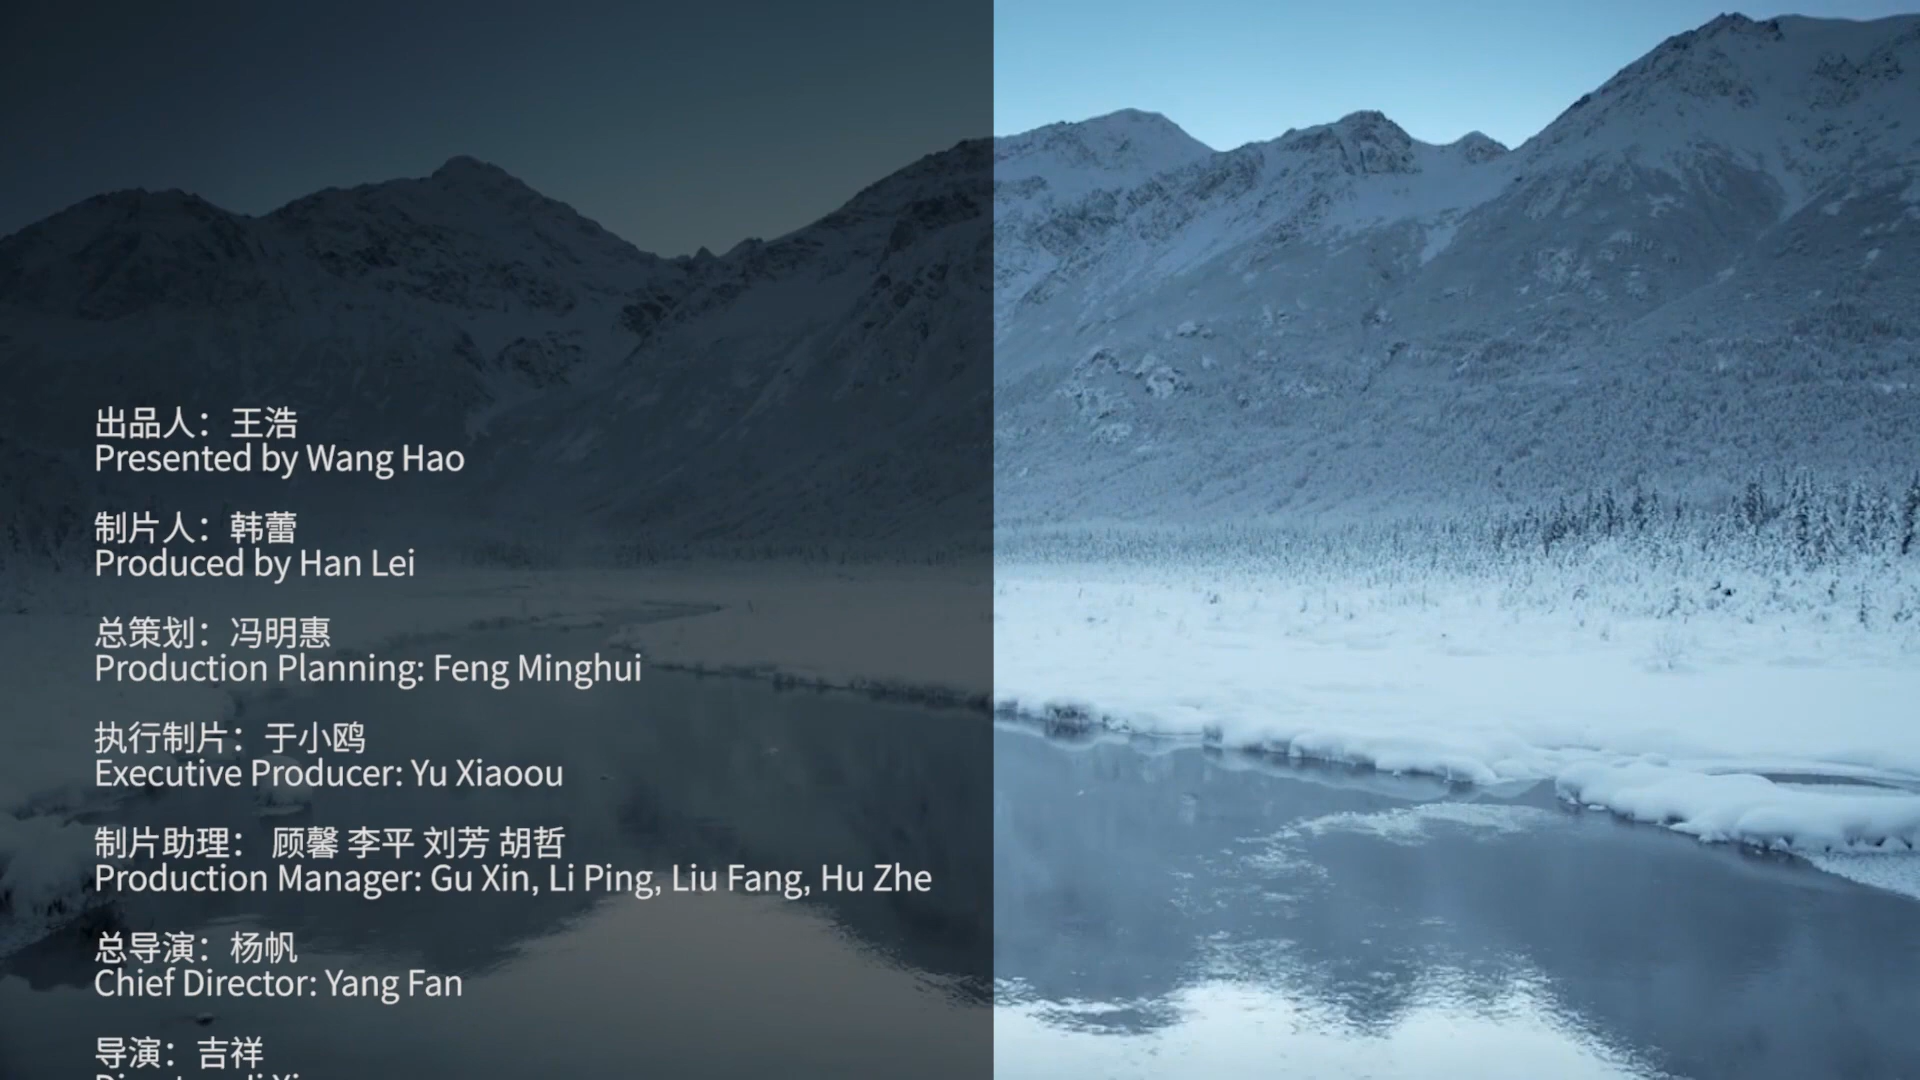 出品人：王浩
Presented by Wang Hao
制片人：韩蕾
Produced by Han Lei
总策划：冯明惠
Production Planning: Feng Minghui
执行制片：于小鸥
Executive Producer: Yu Xiaoou
制片助理： 顾馨 李平 刘芳 胡哲
Production Manager: Gu Xin, Li Ping, Liu Fang, Hu Zhe
总导演：杨帆
Chief Director: Yang Fan
导演：吉祥